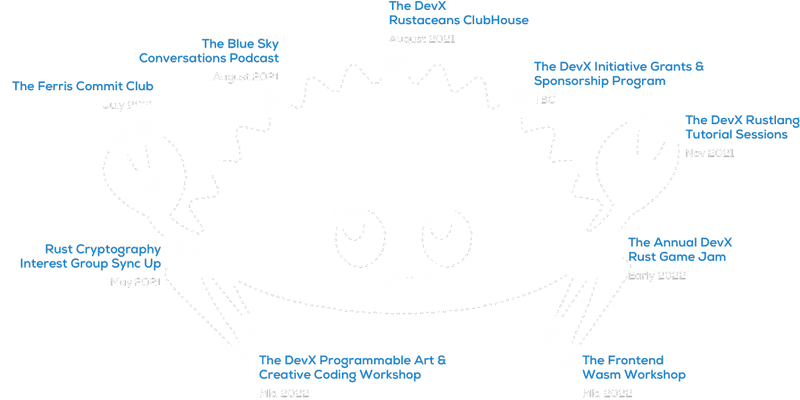 The DevX
Rustaceans ClubHouse
August 2021
The Blue Sky
Conversations Podcast
August 2021
The DevX Initiative Grants &
Sponsorship Program
TBC
The Ferris Commit Club
July 2021
The DevX Rustlang
Tutorial Sessions
Nov 2021
Rust Cryptography
Interest Group Sync Up
May 2021
The Annual DevX
Rust Game Jam
Early 2022
The DevX Programmable Art &
Creative Coding Workshop
Mid 2022
The Frontend
Wasm Workshop
Mid 2022